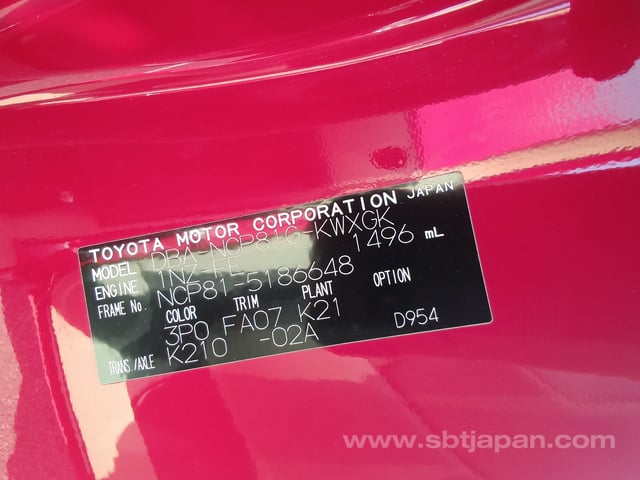 TOYOTA MOTOR CORPORATION JAPAN
MODEL DBA-NCP81G-KWXGK
ENGINE 1NZ-FE 1496 mL
FRAME No. NCP81-5186648
COLOR TRIM PLANT OPTION
3P0 FA07 K21
TRANS./AXLE K210 -02A D954
www.sbtjapan.com